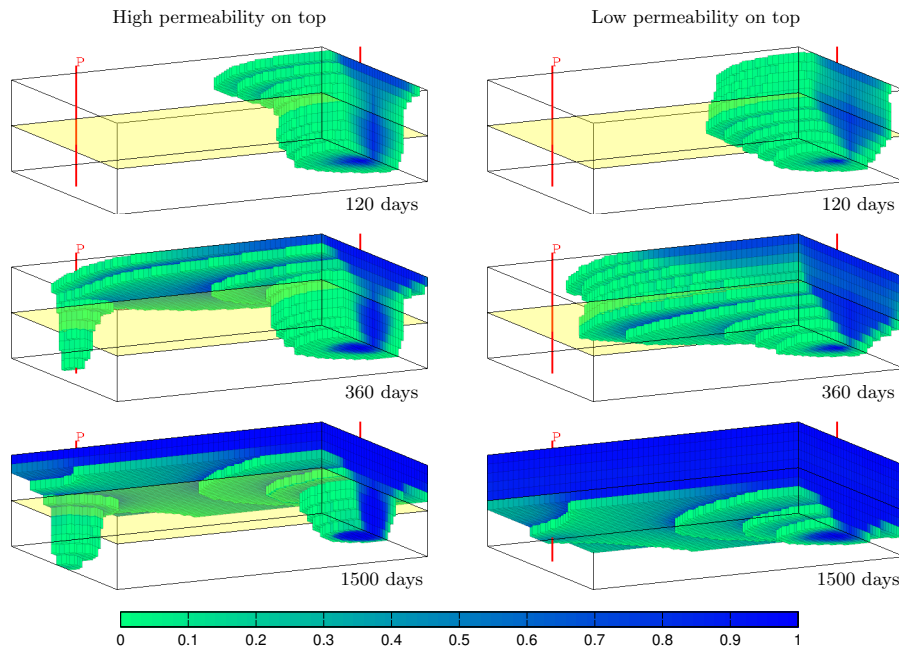 High permeability on top
Low permeability on top
P
P
120 days
120 days
P
P
360 days
360 days
P
P
1500 days
1500 days
0 0.1 0.2 0.3 0.4 0.5 0.6 0.7 0.8 0.9 1